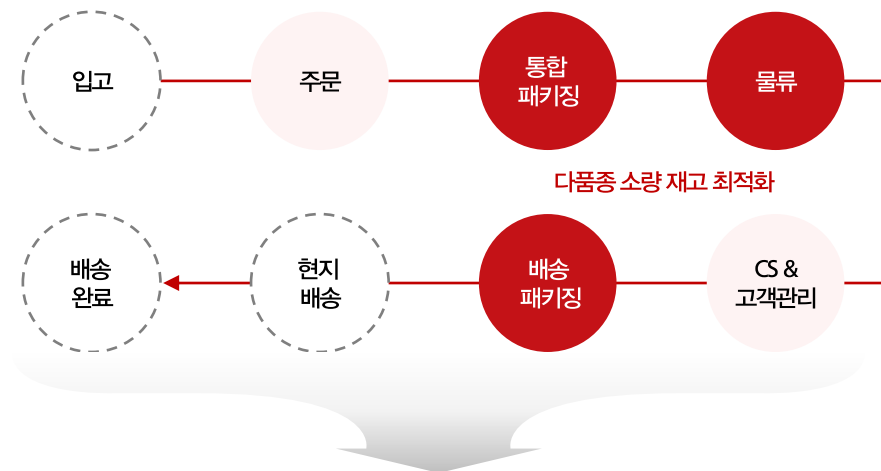 입고
주문
통합
패키징
물류
다품종 소량 재고 최적화
배송
완료
현지
배송
배송
패키징
CS &
고객관리